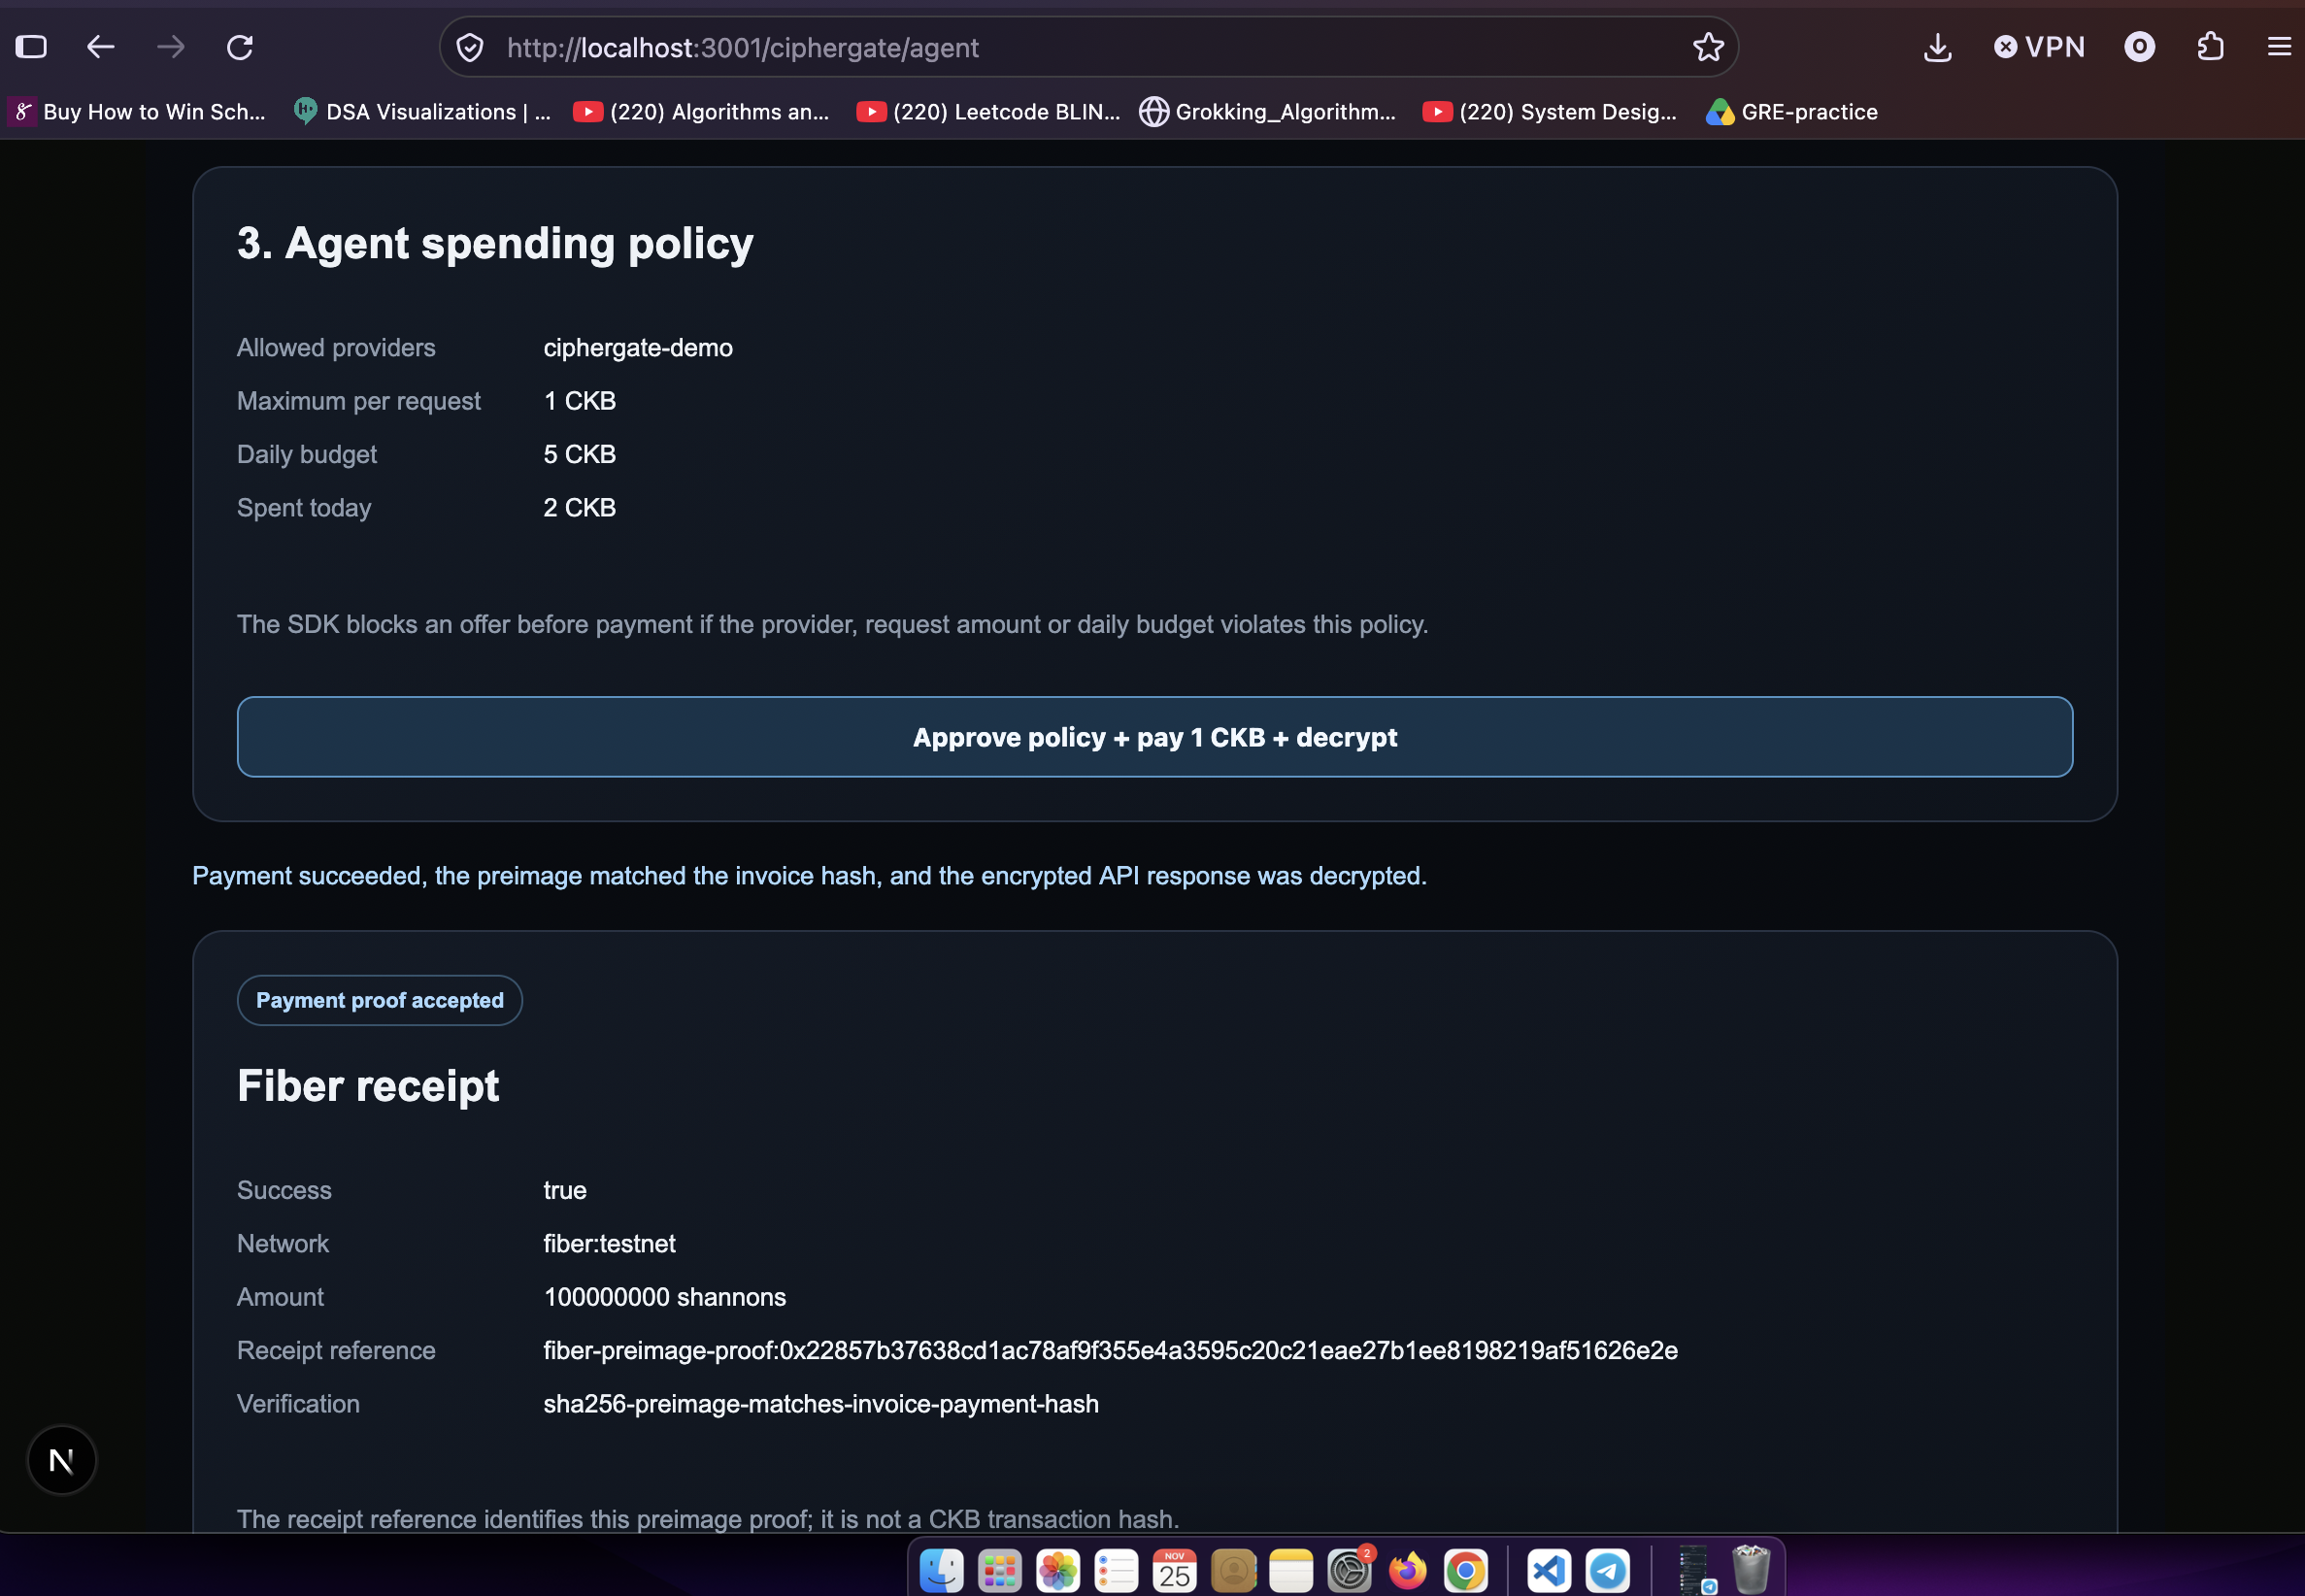 http://localhost:3001/ciphergate/agent
VPN
Buy How to Win Sch...
DSA Visualizations | ...
(220) Algorithms an...
(220) Leetcode BLIN...
Grokking_Algorithm...
(220) System Desig...
GRE-practice
3. Agent spending policy
Allowed providers ciphergate-demo
Maximum per request 1 CKB
Daily budget 5 CKB
Spent today 2 CKB
The SDK blocks an offer before payment if the provider, request amount or daily budget violates this policy.
Approve policy + pay 1 CKB + decrypt
Payment succeeded, the preimage matched the invoice hash, and the encrypted API response was decrypted.
Payment proof accepted
Fiber receipt
Success true
Network fiber:testnet
Amount 100000000 shannons
Receipt reference fiber-preimage-proof:0x22857b37638cd1ac78af9f355e4a3595c20c21eae27b1ee8198219af51626e2e
Verification sha256-preimage-matches-invoice-payment-hash
N
The receipt reference identifies this preimage proof; it is not a CKB transaction hash.
NOV
25
2